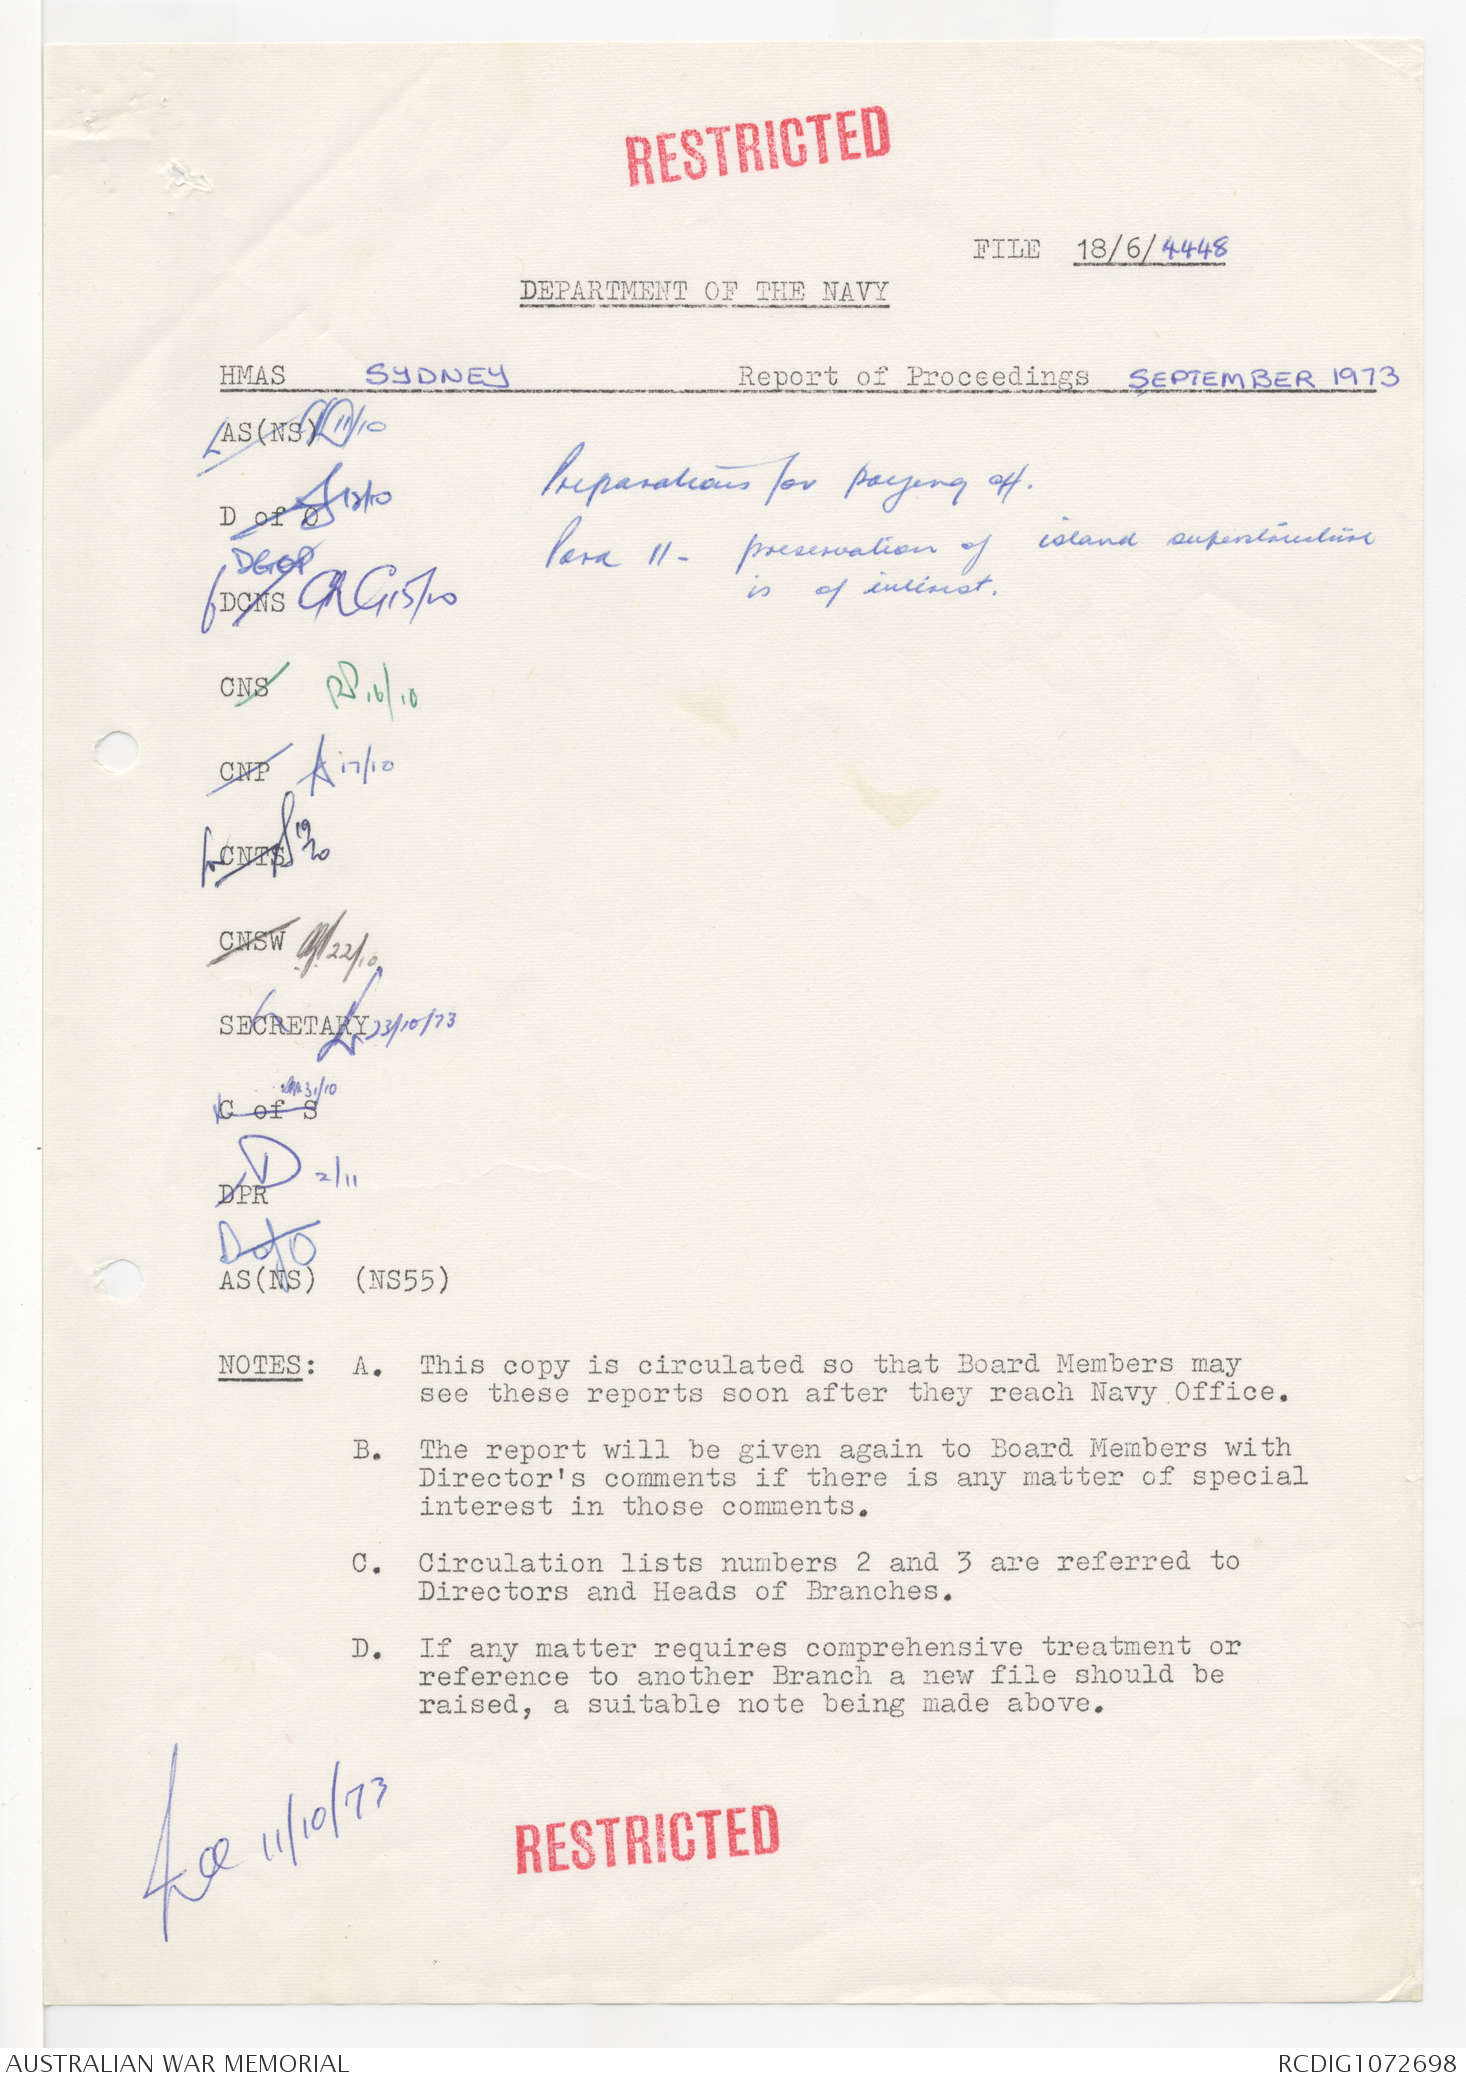 RESTRICTED
FILE 18/6/4448
DEPARTMENT OF THE NAVY
HMAS SYDNEY Report of Proceedings SEPTEMBER 1973
AS(NS) 11/10
Preparations for paying off.
D of O 12/10
Para 11 - preservation of island superstructure
is of interest.
DGOP
DCNS 15/10
CNS 16/10
CNP 17/10
CNTS 19/10
CNSW 22/10
SECRETARY 23/10/73
C of S 31/10
DPR 2/11
D of O
AS(NS) (NS55)
NOTES: A. This copy is circulated so that Board Members may
see these reports soon after they reach Navy Office.
B. The report will be given again to Board Members with
Director's comments if there is any matter of special
interest in those comments.
C. Circulation lists numbers 2 and 3 are referred to
Directors and Heads of Branches.
D. If any matter requires comprehensive treatment or
reference to another Branch a new file should be
raised, a suitable note being made above.
11/10/73
RESTRICTED
AUSTRALIAN WAR MEMORIAL RCDIG1072698